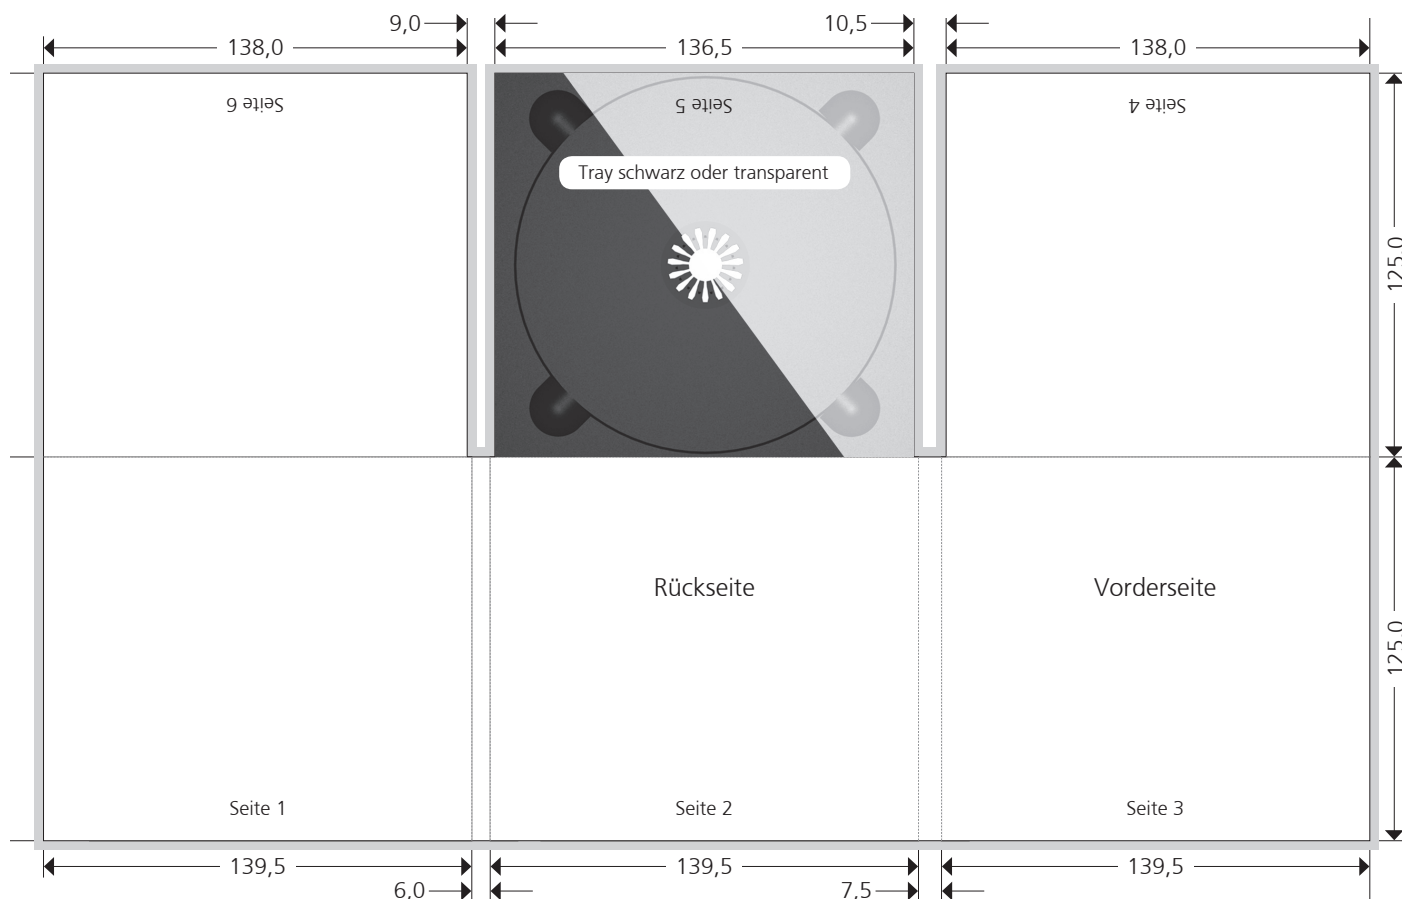 9,0
10,5
138,0
136,5
138,0
Seite 6
Seite 5
Seite 4
Tray schwarz oder transparent
125,0
Rückseite
Vorderseite
125,0
Seite 1
Seite 2
Seite 3
139,5
139,5
139,5
6,0
7,5